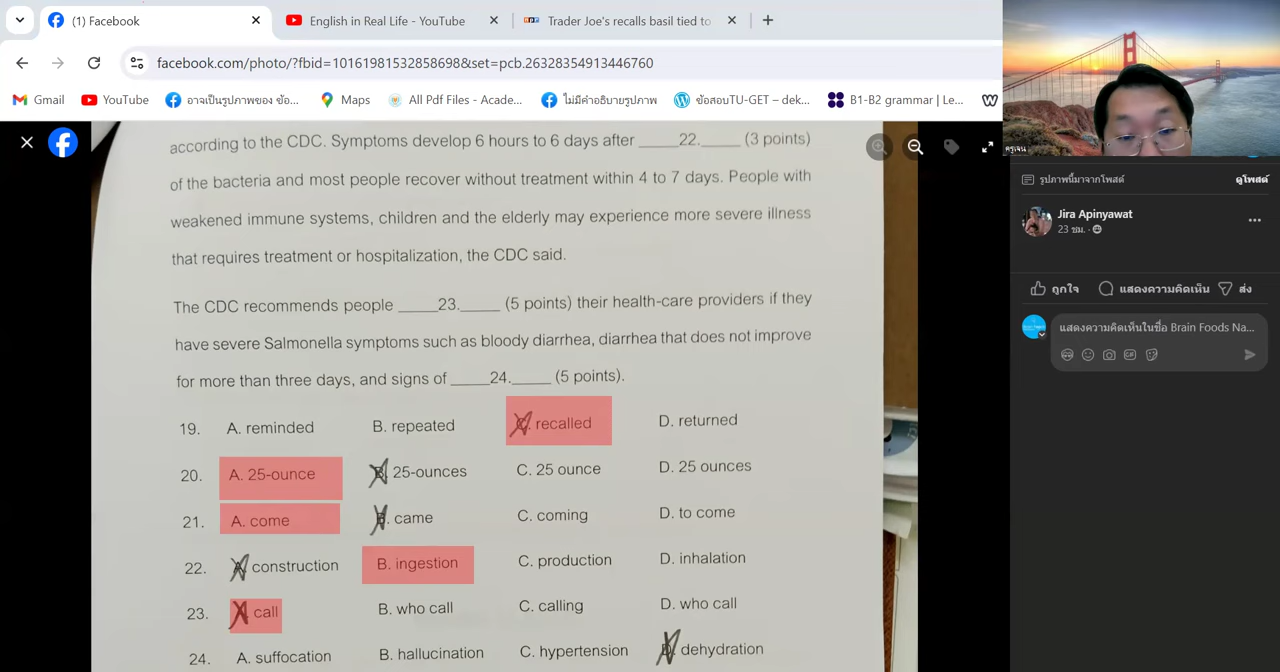 (1) Facebook
English in Real Life - YouTube
Trader Joe's recalls basil tied to
facebook.com/photo/?fbid=10161981532858698&set=pcb.26328354913446760
Gmail
YouTube
อาจเป็นรูปภาพของ ข้อ...
Maps
All Pdf Files - Acade...
ไม่มีคำอธิบายรูปภาพ
ข้อสอบTU-GET – dek...
B1-B2 grammar | Le...
ครูเจน
according to the CDC. Symptoms develop 6 hours to 6 days after _____22._____ (3 points)
of the bacteria and most people recover without treatment within 4 to 7 days. People with
weakened immune systems, children and the elderly may experience more severe illness
that requires treatment or hospitalization, the CDC said.
The CDC recommends people _____23._____ (5 points) their health-care providers if they
have severe Salmonella symptoms such as bloody diarrhea, diarrhea that does not improve
for more than three days, and signs of _____24._____ (5 points).
19. A. reminded B. repeated C. recalled D. returned
20. A. 25-ounce B. 25-ounces C. 25 ounce D. 25 ounces
21. A. come B. came C. coming D. to come
22. A. construction B. ingestion C. production D. inhalation
23. A. call B. who call C. calling D. who call
24. A. suffocation B. hallucination C. hypertension D. dehydration
รูปภาพนี้มาจากโพสต์
ดูโพสต์
Jira Apinyawat
23 ชม. ·
ถูกใจ
แสดงความคิดเห็น
ส่ง
แสดงความคิดเห็นในชื่อ Brain Foods Na...
GIF